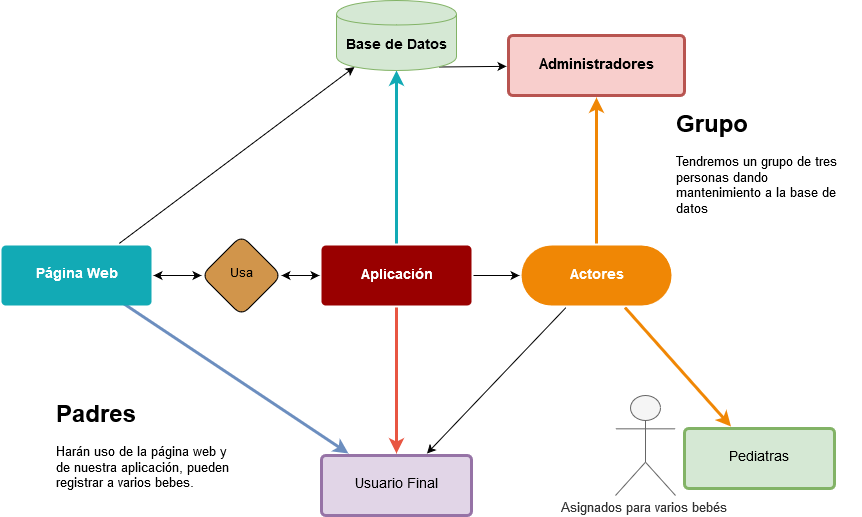 Base de Datos
Administradores
Grupo
Tendremos un grupo de tres
personas dando
mantenimiento a la base de
datos
Página Web
Usa
Aplicación
Actores
Padres
Harán uso de la página web y
de nuestra aplicación, pueden
registrar a varios bebes.
Usuario Final
Pediatras
Asignados para varios bebés